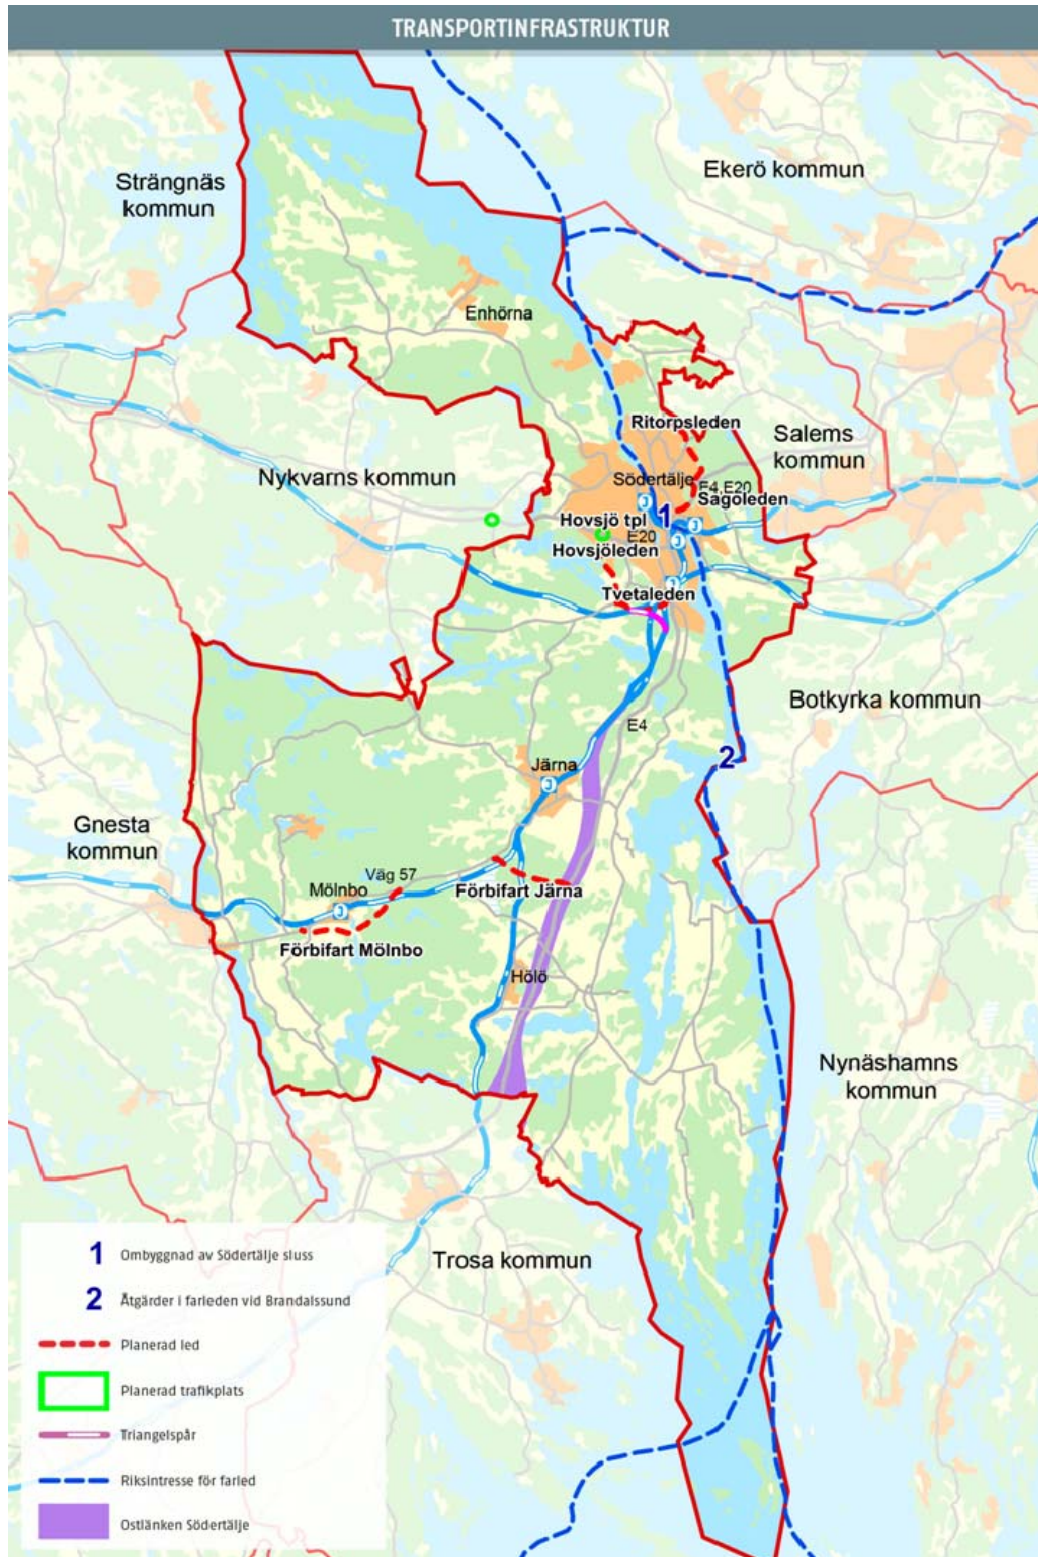 TRANSPORTINFRASTRUKTUR
Strängnäs
kommun
Ekerö kommun
Enhörna
Ritorpsleden
Salems
kommun
Nykvarns kommun
Södertälje
E4,E20
Sagoleden
Hovsjö tpl
1
E20
Hovsjöleden
Tvetaleden
Botkyrka kommun
E4
2
Järna
Gnesta
kommun
Väg 57
Mölnbo
Förbifart Järna
Förbifart Mölnbo
Hölö
Nynäshamns
kommun
Trosa kommun
1 Ombyggnad av Södertälje sluss
2 Åtgärder i farleden vid Brandalssund
Planerad led
Planerad trafikplats
Triangelspår
Riksintresse för farled
Ostlänken Södertälje